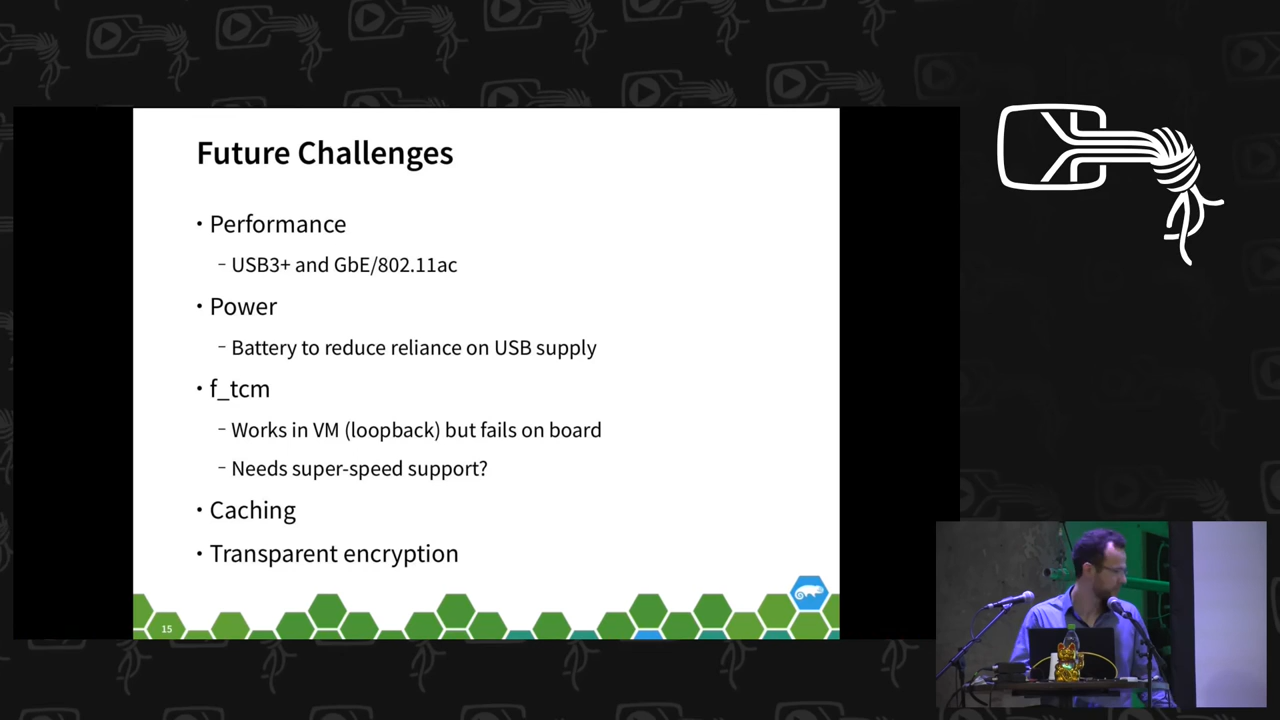 Future Challenges
• Performance
– USB3+ and GbE/802.11ac
• Power
– Battery to reduce reliance on USB supply
• f_tcm
– Works in VM (loopback) but fails on board
– Needs super-speed support?
• Caching
• Transparent encryption
15